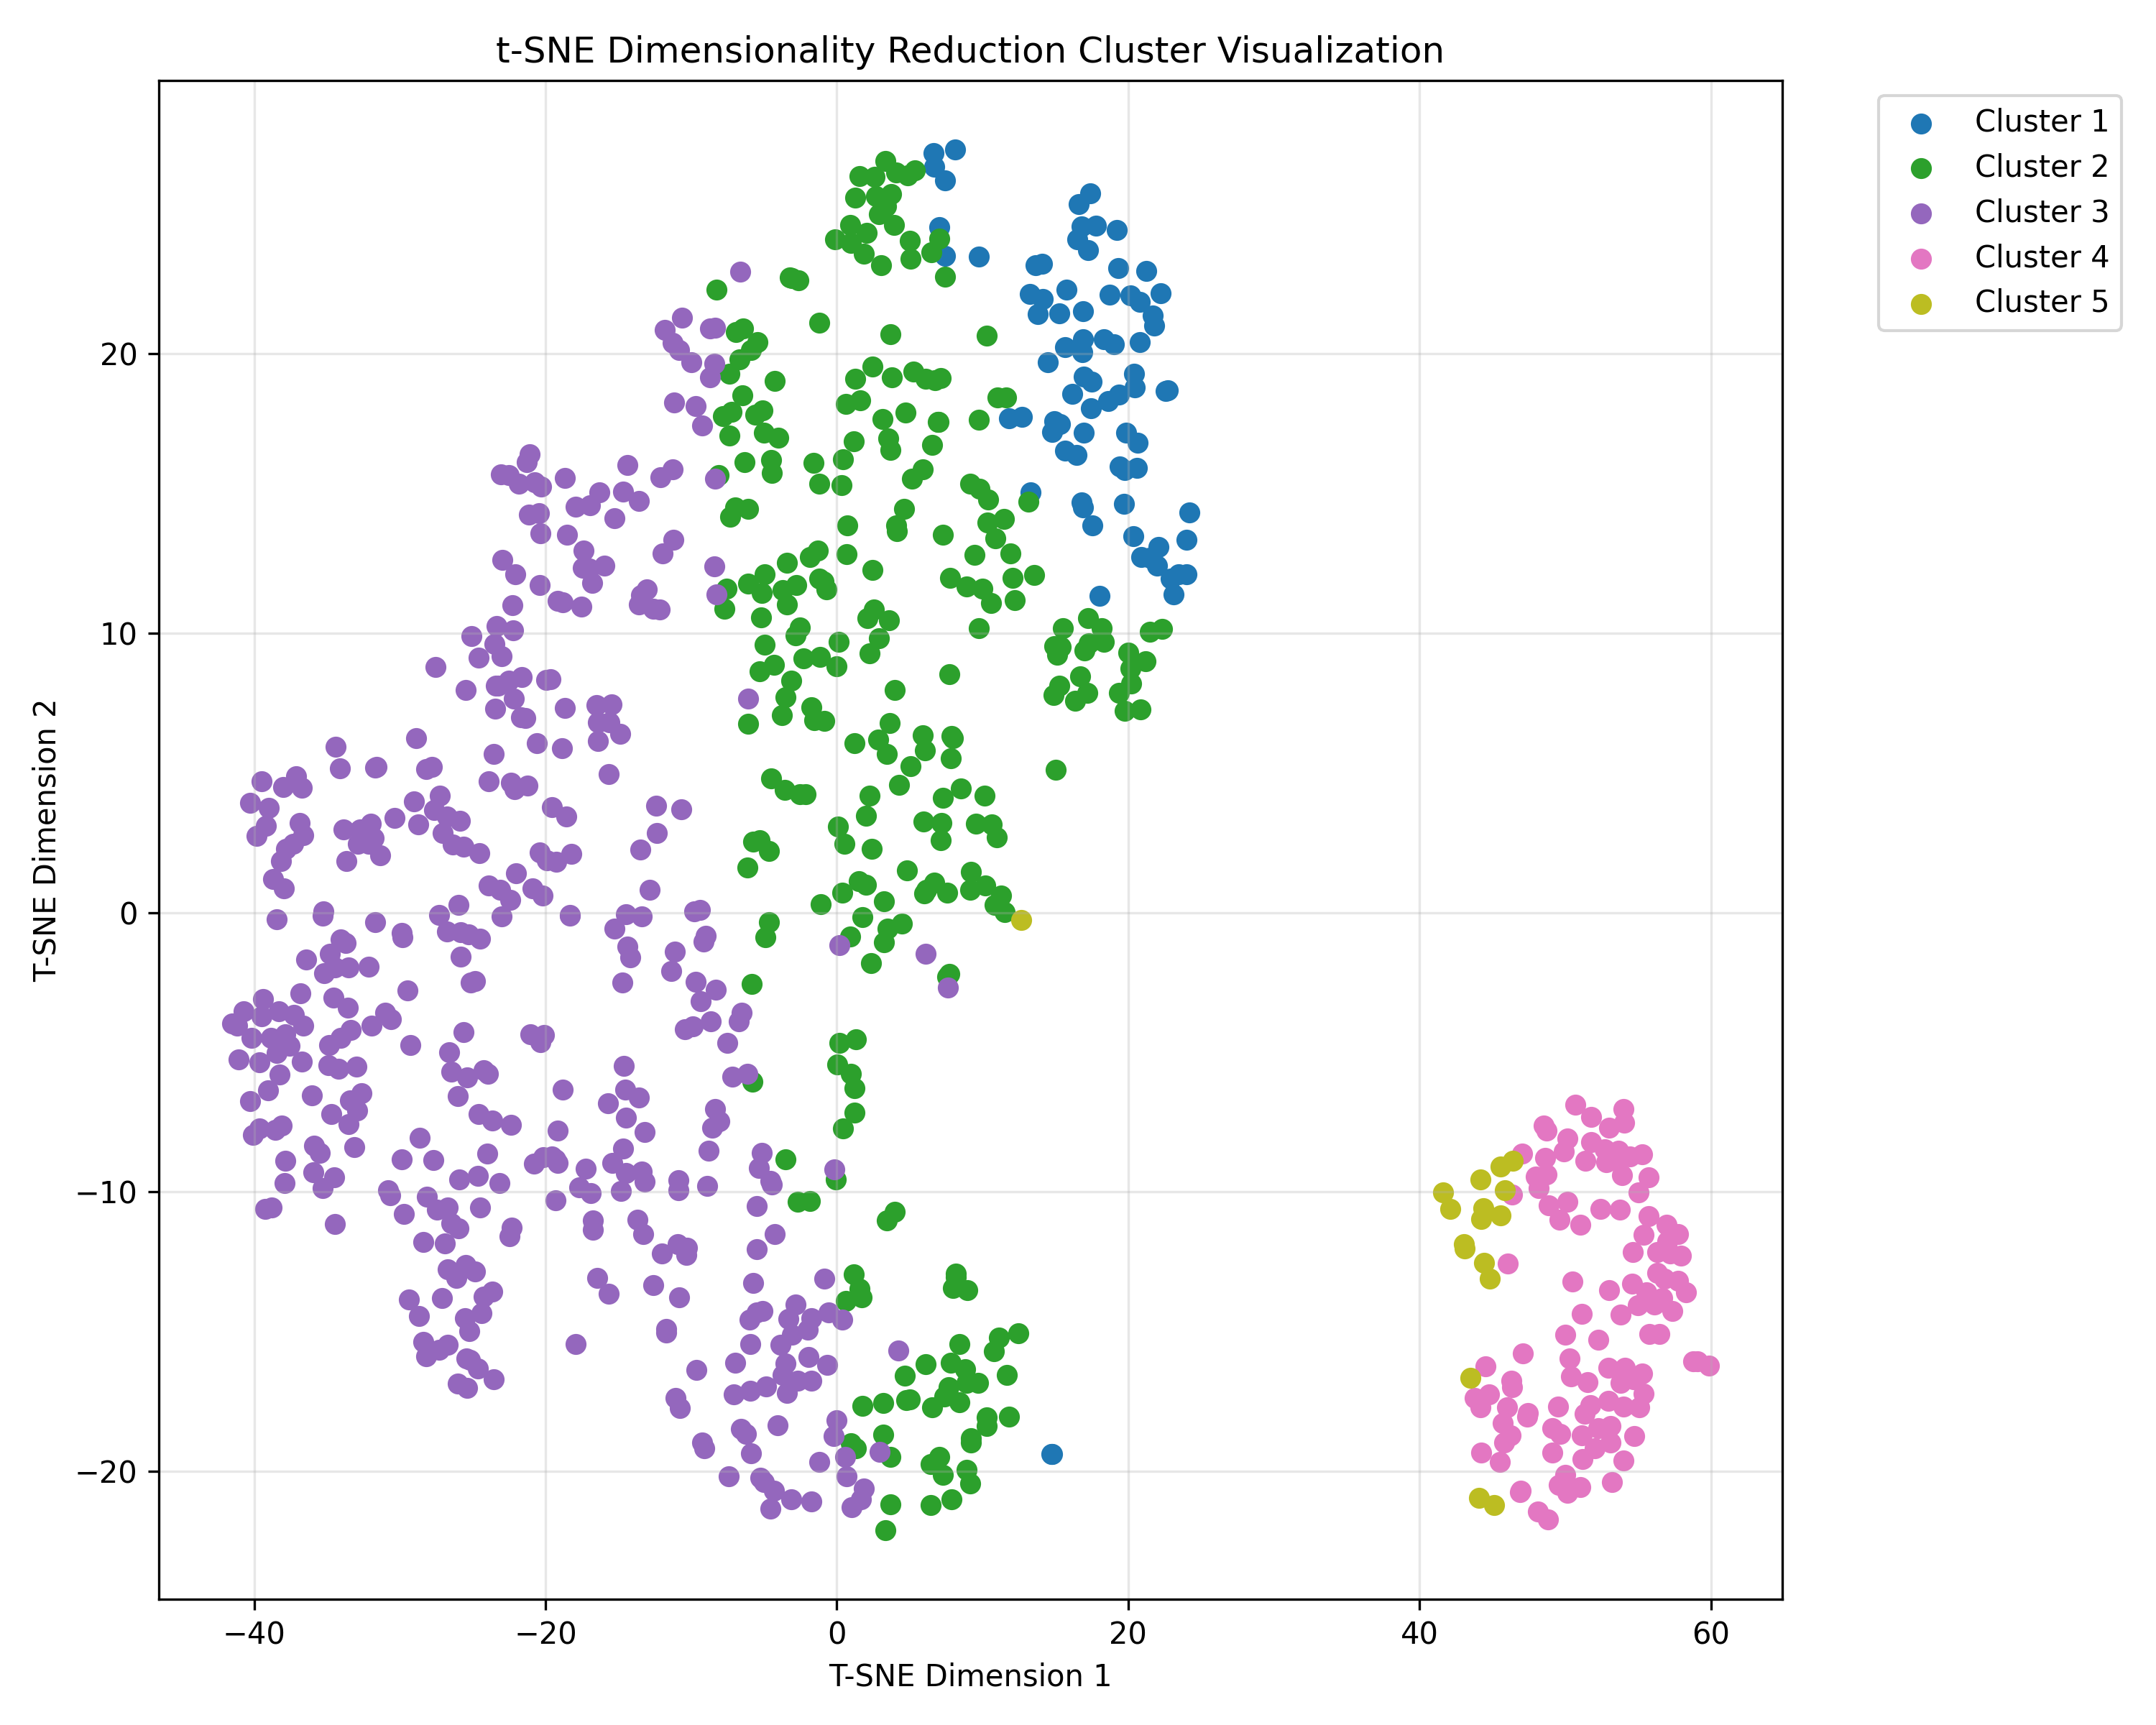 t-SNE Dimensionality Reduction Cluster Visualization
Cluster 1
Cluster 2
Cluster 3
Cluster 4
Cluster 5
T-SNE Dimension 2
20
10
0
−10
−20
−40 −20 0 20 40 60
T-SNE Dimension 1